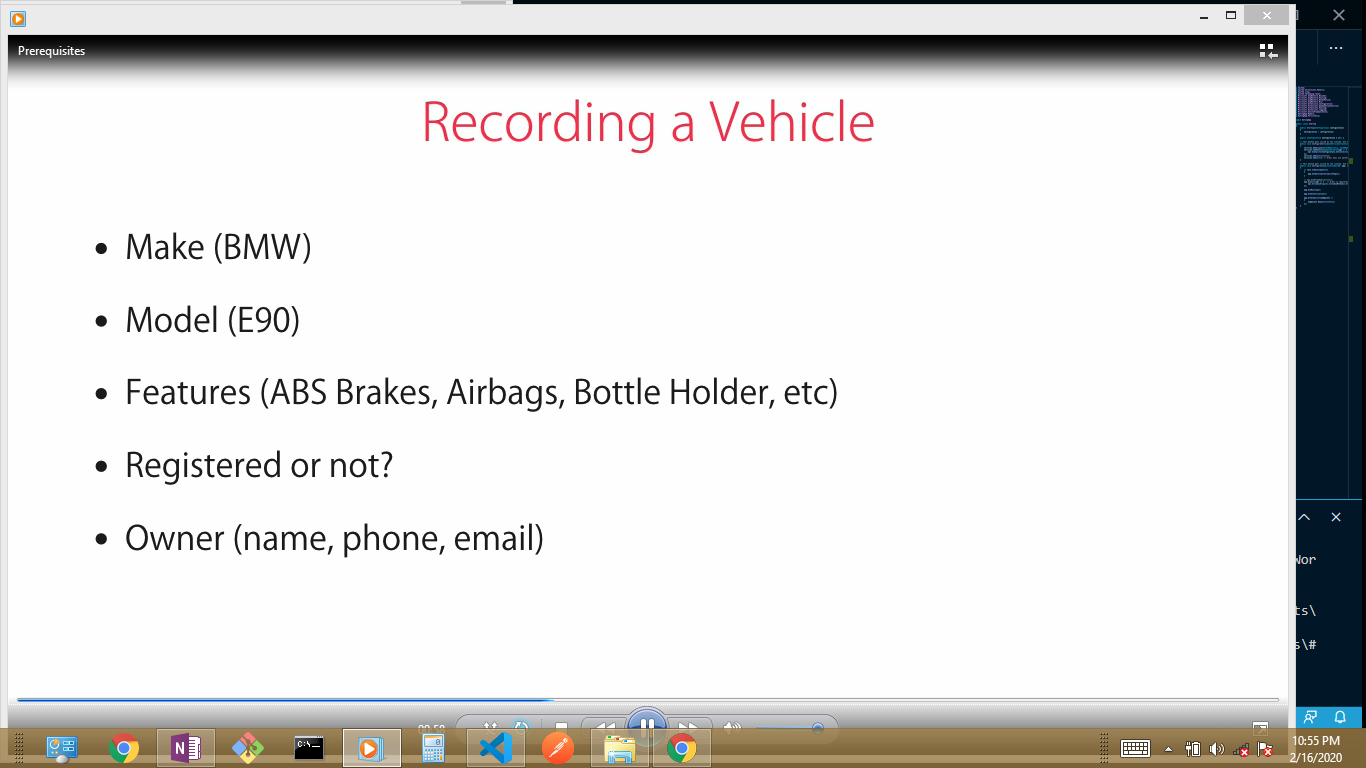 Prerequisites
Recording a Vehicle
• Make (BMW)
• Model (E90)
• Features (ABS Brakes, Airbags, Bottle Holder, etc)
• Registered or not?
• Owner (name, phone, email)
ts\
s\#
10:55 PM
2/16/2020